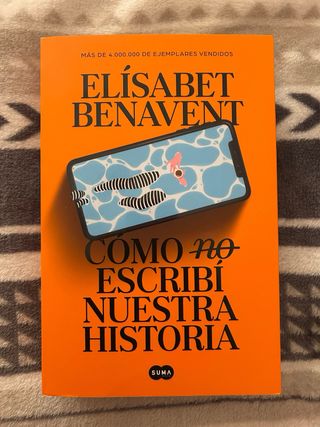 MÁS DE 4.000.000 DE EJEMPLARES VENDIDOS
ELÍSABET
BENAVENT
CÓMO no
ESCRIBÍ
NUESTRA
HISTORIA
SUMA